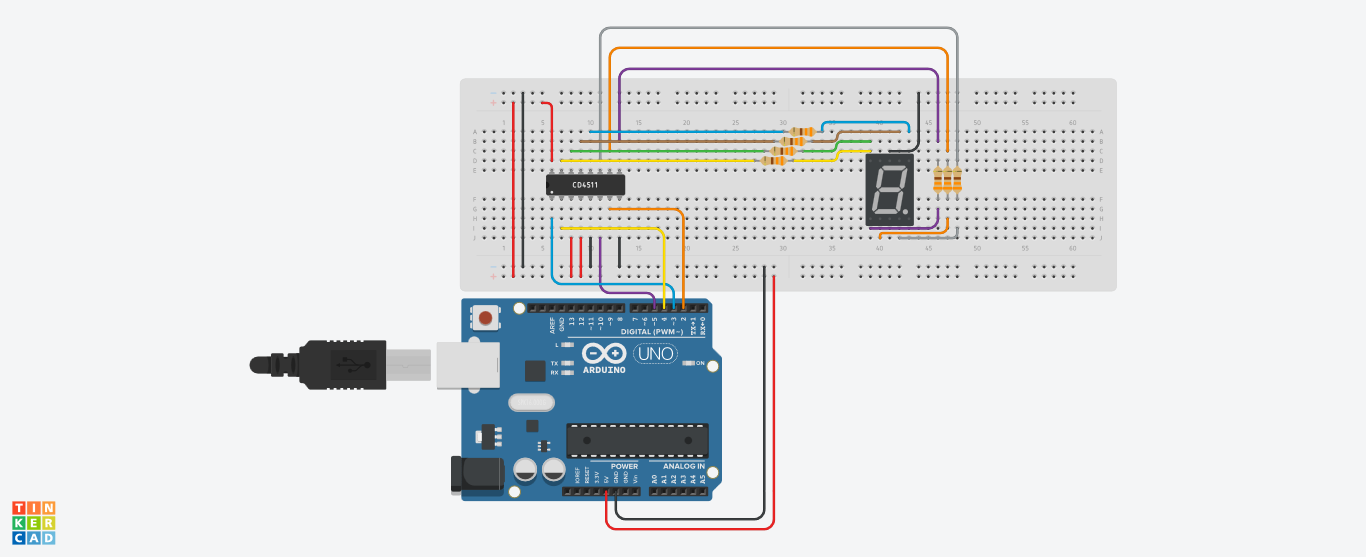 1 5 10 15 20 25 30 35 40 45 50 55 60
A A
B B
C C
D D
E E
CD4511
F F
G G
H H
I I
J J
1 5 10 15 20 25 30 35 40 45 50 55 60
AREF GND 13 12 ~11 ~10 ~9 8 7 ~6 ~5 4 ~3 2 TX→1 RX←0
DIGITAL (PWM~)
L
TX
RX
UNO
ARDUINO
ON
POWER ANALOG IN
IOREF RESET 3.3V 5V GND GND Vin A0 A1 A2 A3 A4 A5
TIN
KER
CAD